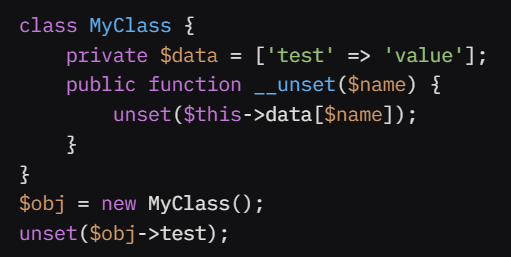 class MyClass {
    private $data = ['test' => 'value'];
    public function __unset($name) {
        unset($this->data[$name]);
    }
}
$obj = new MyClass();
unset($obj->test);